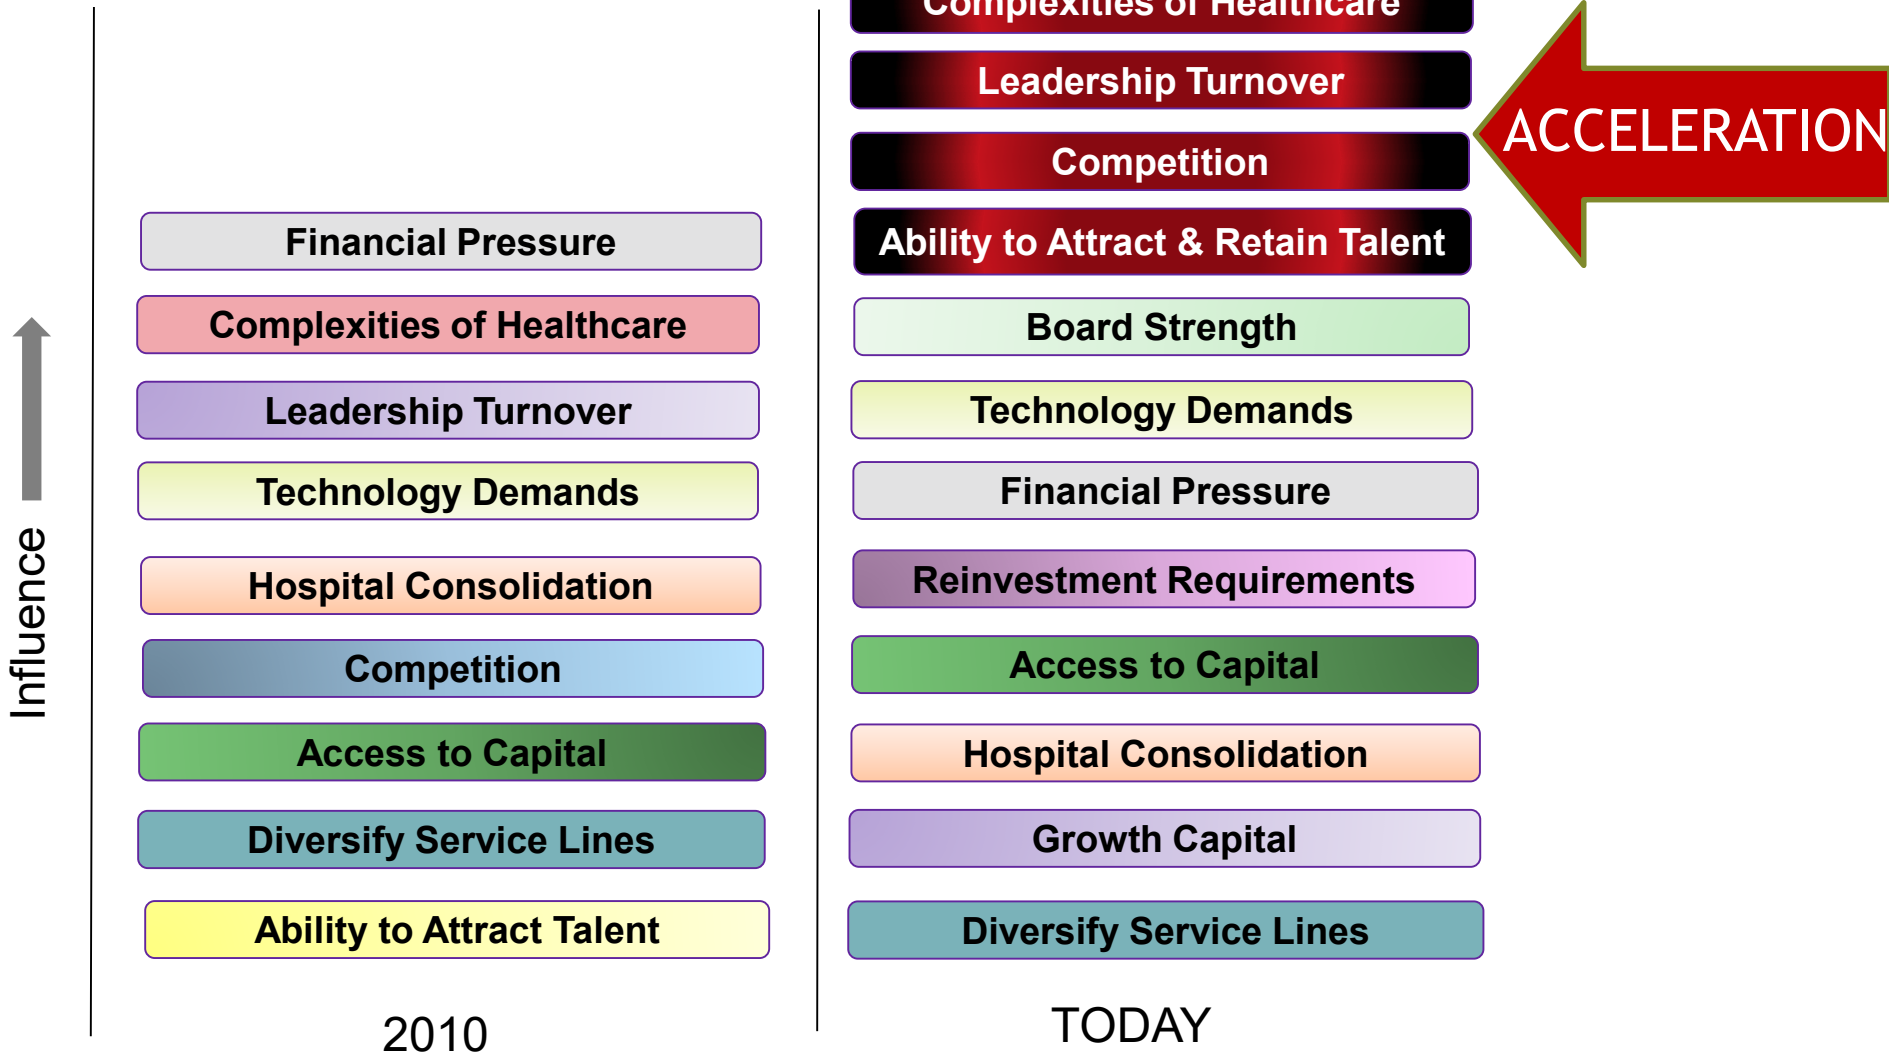 Influence
Financial Pressure
Complexities of Healthcare
Leadership Turnover
Technology Demands
Hospital Consolidation
Competition
Access to Capital
Diversify Service Lines
Ability to Attract Talent
2010
Complexities of Healthcare
Leadership Turnover
Competition
Ability to Attract & Retain Talent
Board Strength
Technology Demands
Financial Pressure
Reinvestment Requirements
Access to Capital
Hospital Consolidation
Growth Capital
Diversify Service Lines
TODAY
ACCELERATION